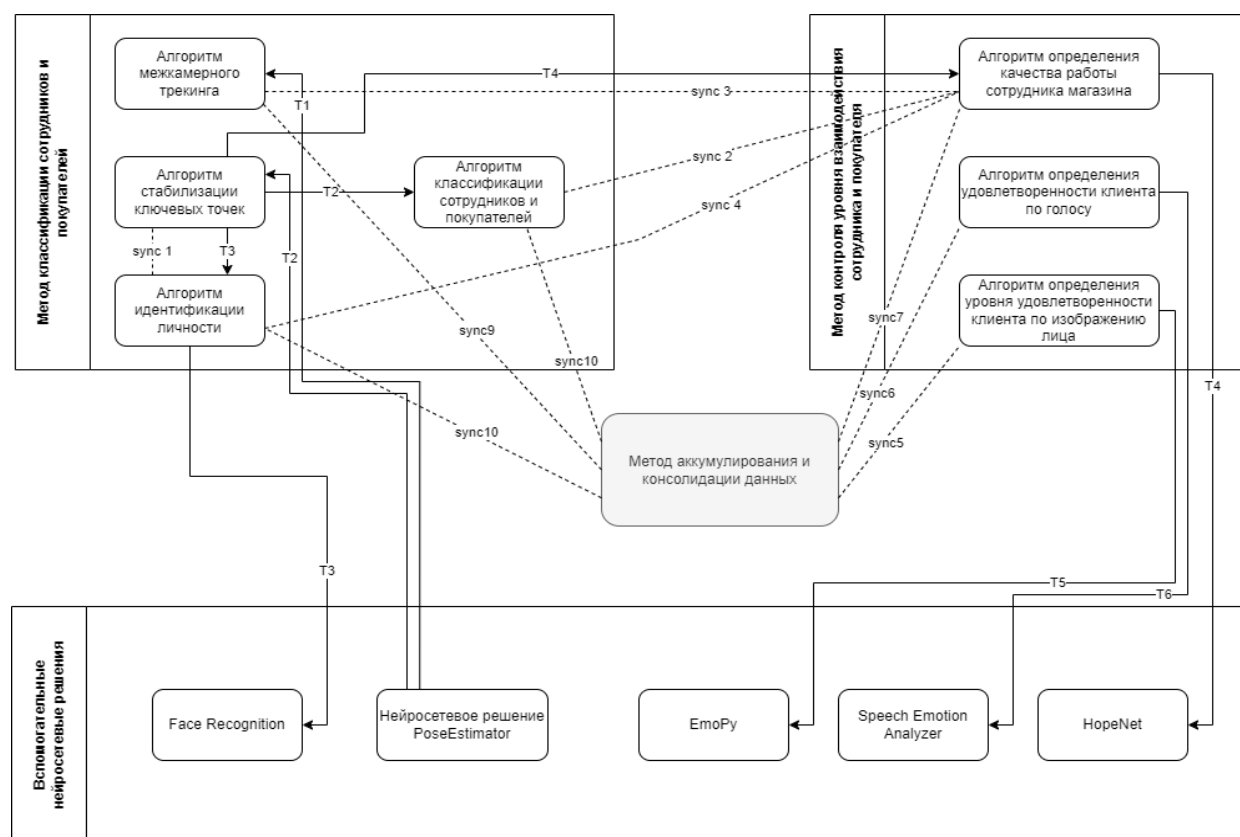 Метод классификации сотрудников и
покупателей
Алгоритм
межкамерного
трекинга
T1
T4
sync 3
Алгоритм
стабилизации
ключевых точек
T2
Алгоритм
классификации
сотрудников и
покупателей
sync 2
sync 4
sync 1
T3
T2
Алгоритм
идентификации
личности
sync9
sync10
sync10
Метод контроля уровня взаимодействия
сотрудника и покупателя
Алгоритм определения
качества работы
сотрудника магазина
Алгоритм определения
удовлетворенности клиента
по голосу
Алгоритм определения
уровня удовлетворенности
клиента по изображению
лица
sync7
sync6
sync5
T4
Метод аккумулирования и
консолидации данных
T3
T5
T6
Вспомогательные
нейросетевые решения
Face Recognition
Нейросетевое решение
PoseEstimator
EmoPy
Speech Emotion
Analyzer
HopeNet